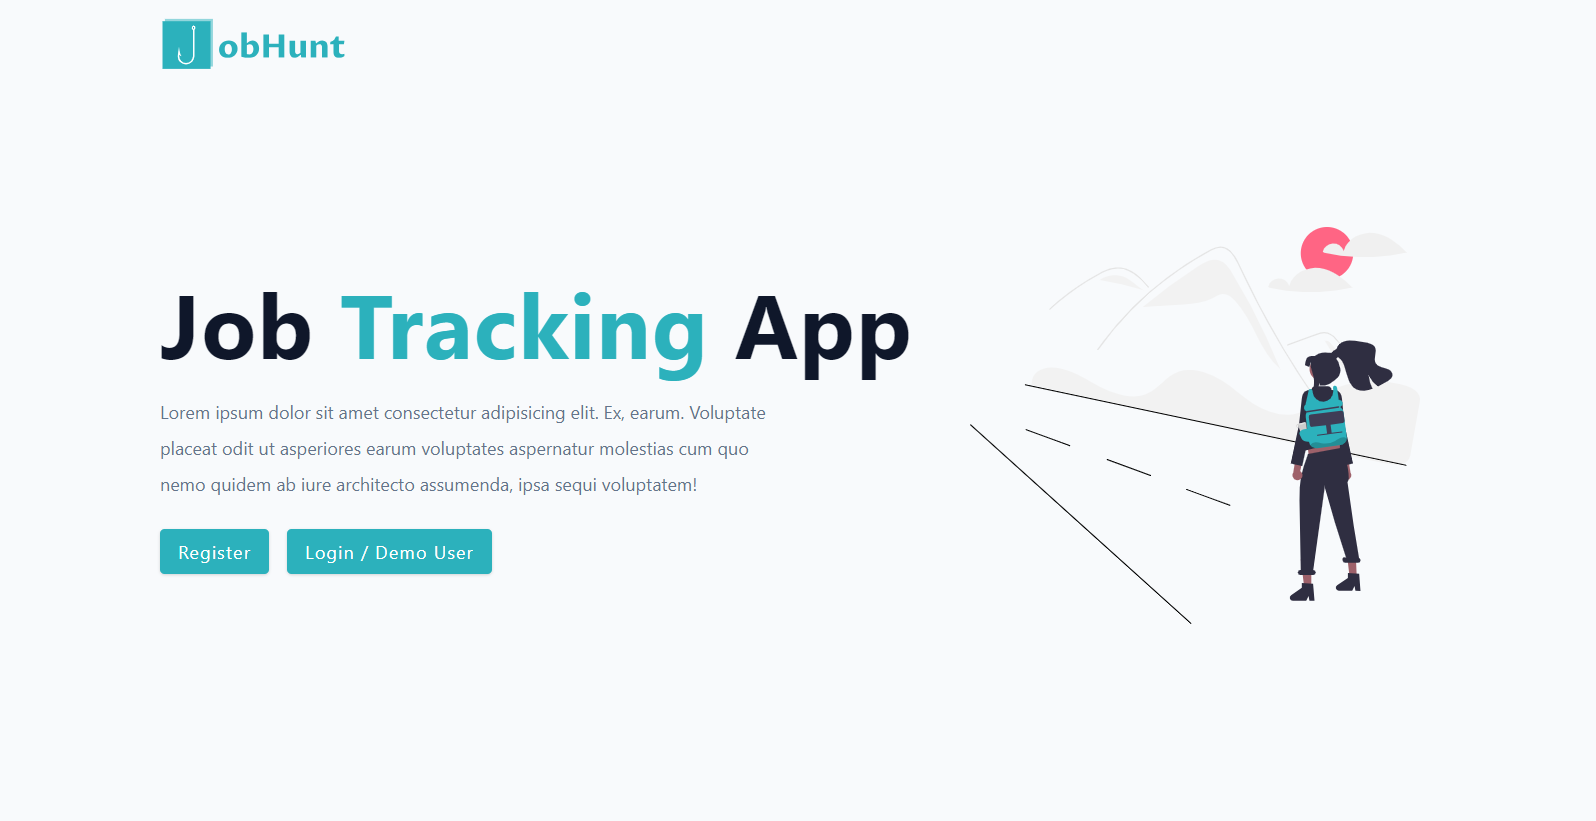 JobHunt
Job Tracking App
Lorem ipsum dolor sit amet consectetur adipisicing elit. Ex, earum. Voluptate
placeat odit ut asperiores earum voluptates aspernatur molestias cum quo
nemo quidem ab iure architecto assumenda, ipsa sequi voluptatem!
Register
Login / Demo User